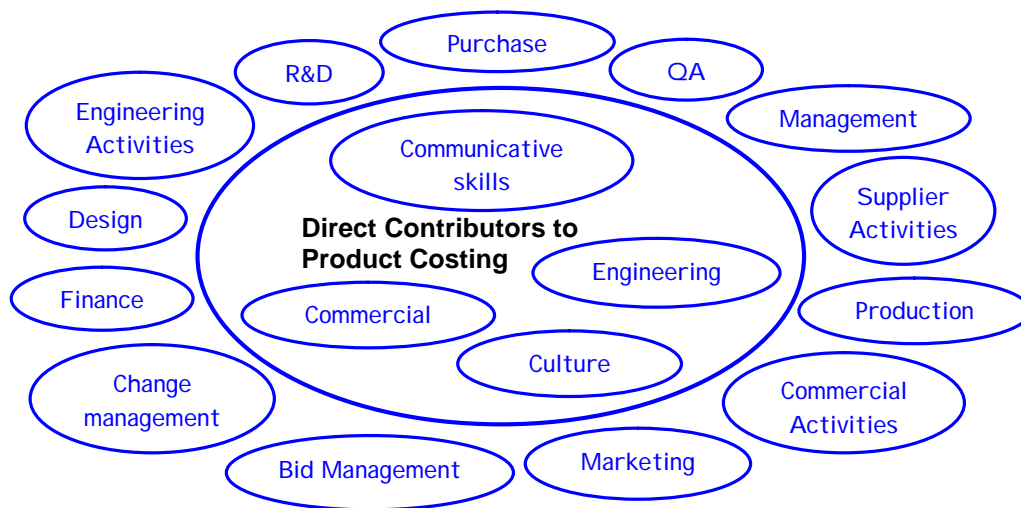 Purchase
R&D
QA
Engineering
Activities
Management
Communicative
skills
Supplier
Activities
Design
Direct Contributors to
Product Costing
Engineering
Finance
Commercial
Production
Culture
Change
management
Commercial
Activities
Bid Management
Marketing